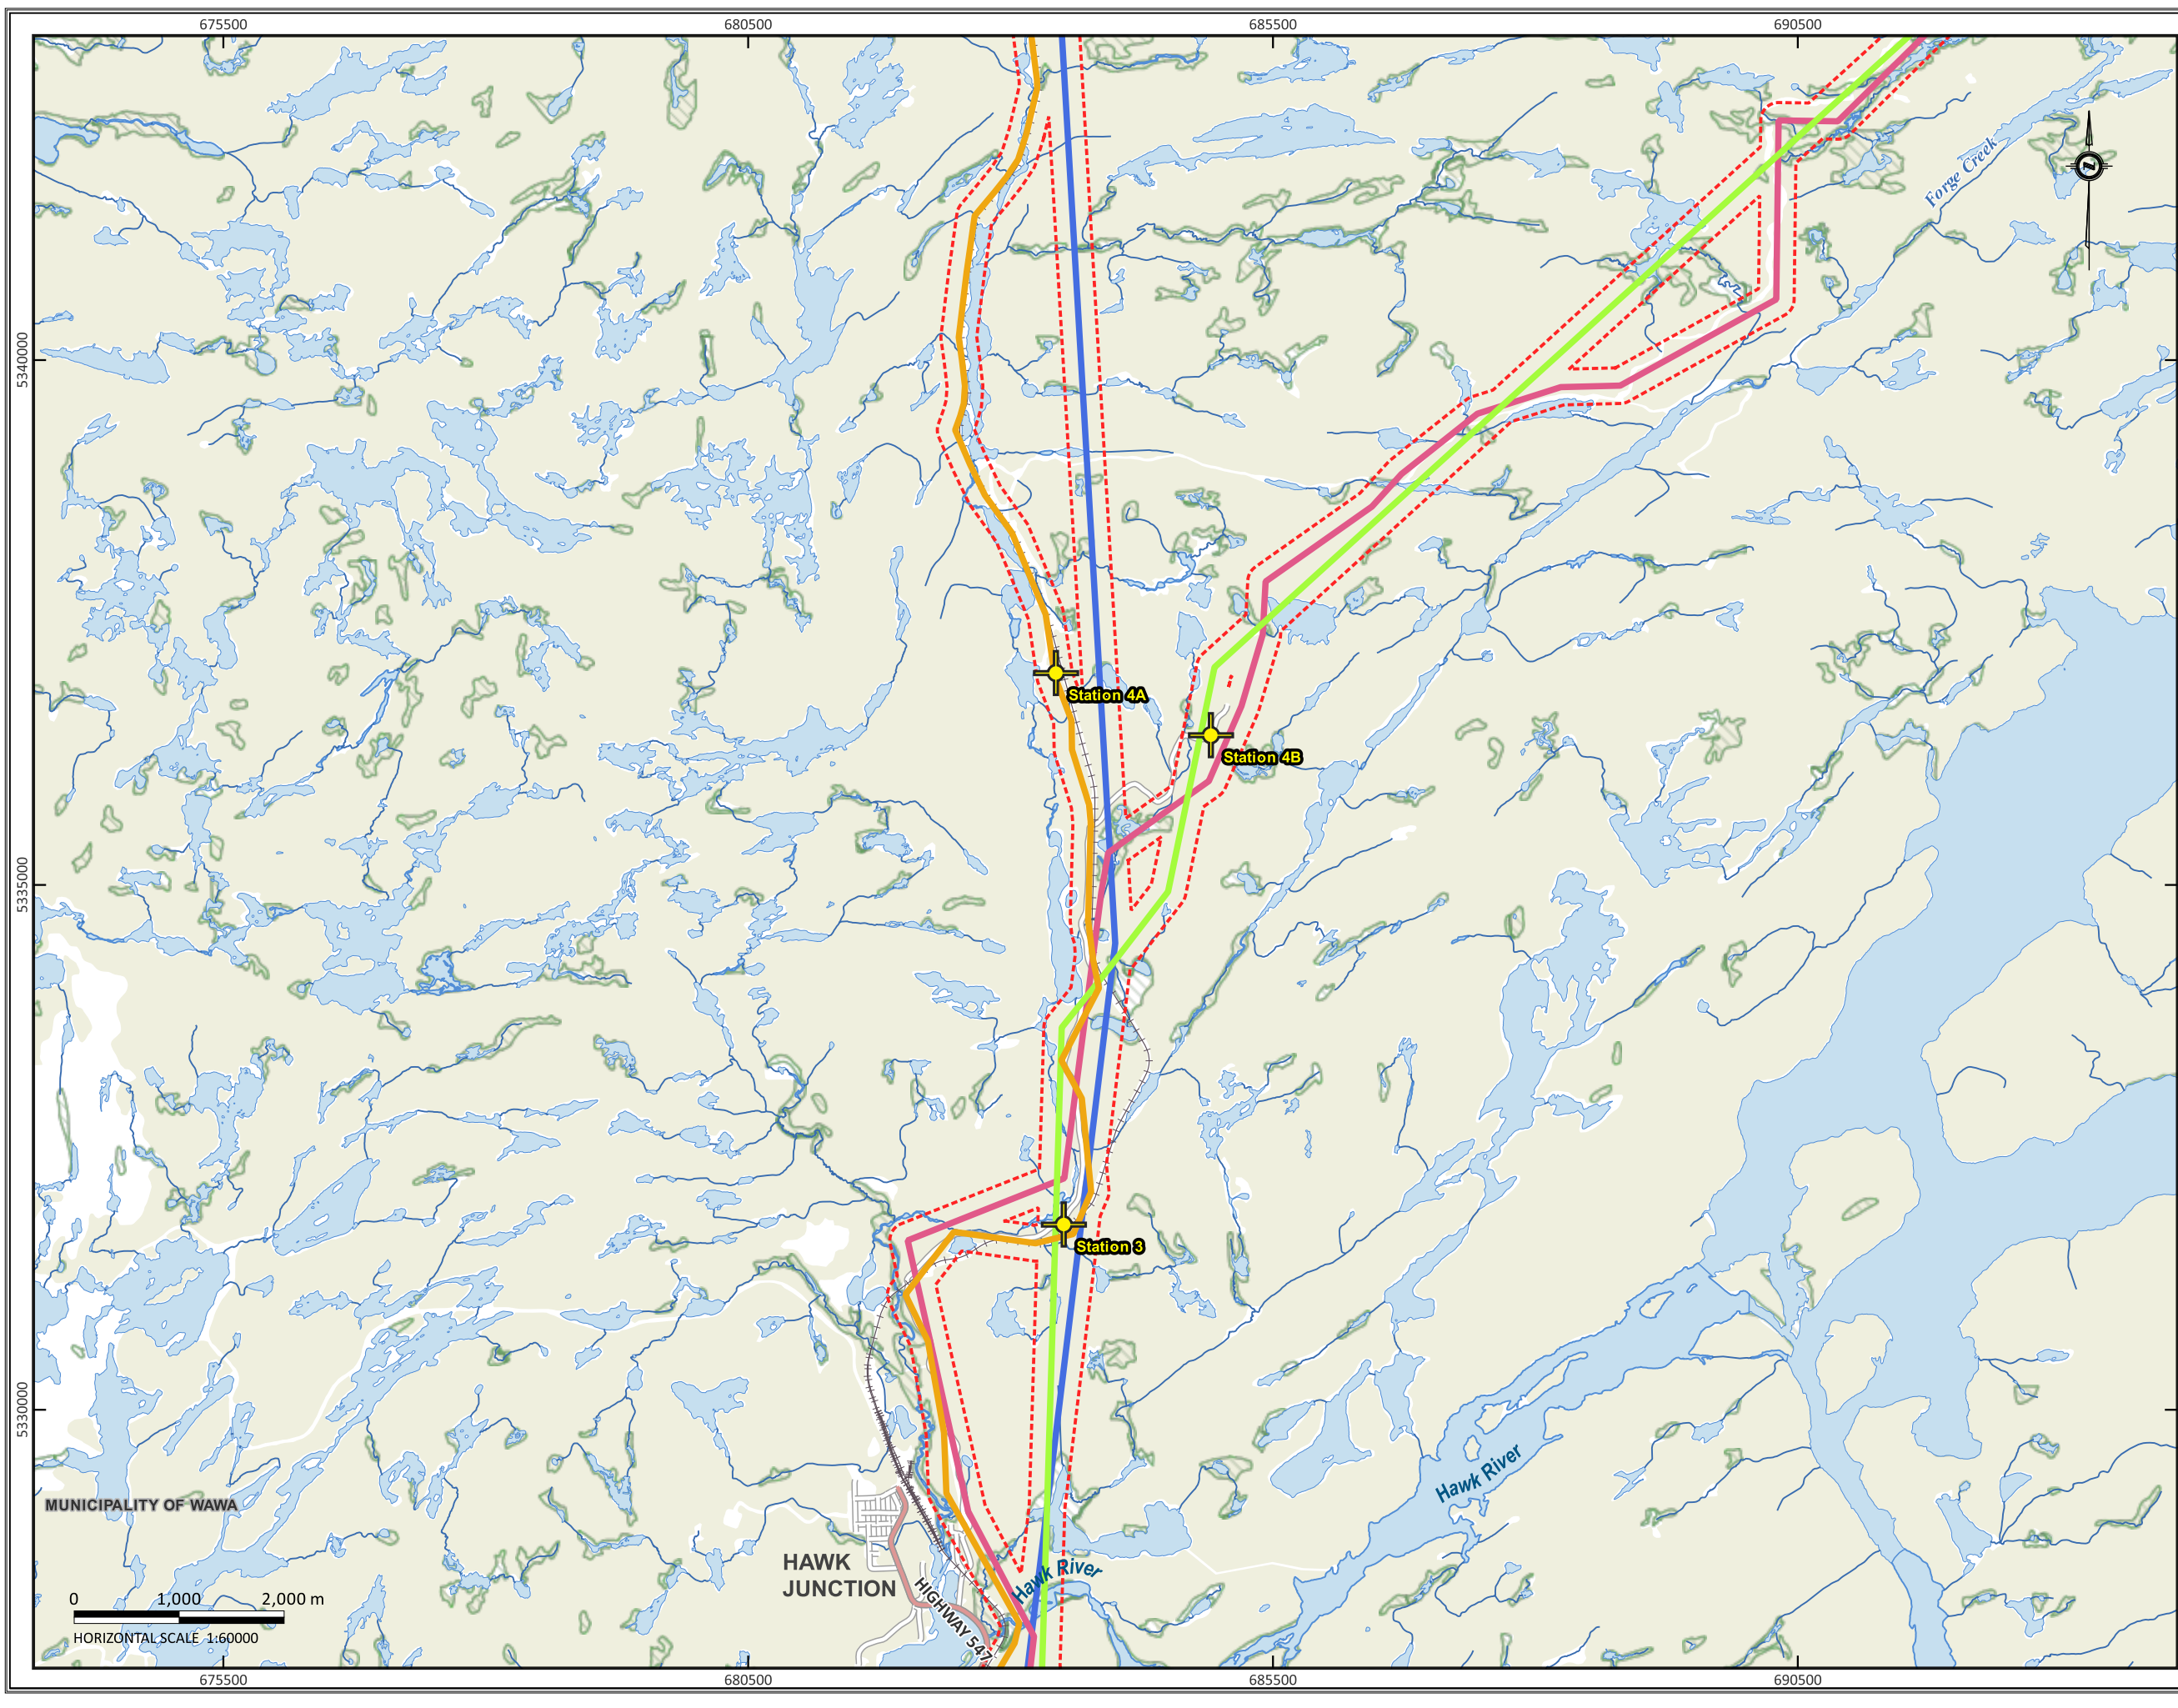 675500
680500
685500
690500
Forge Creek
5340000
Station 4A
Station 4B
5335000
Station 3
5330000
Hawk River
MUNICIPALITY OF WAWA
HAWK
JUNCTION
Hawk River
HIGHWAY 547
0 1,000 2,000 m
HORIZONTAL SCALE 1:60000
675500
680500
685500
690500